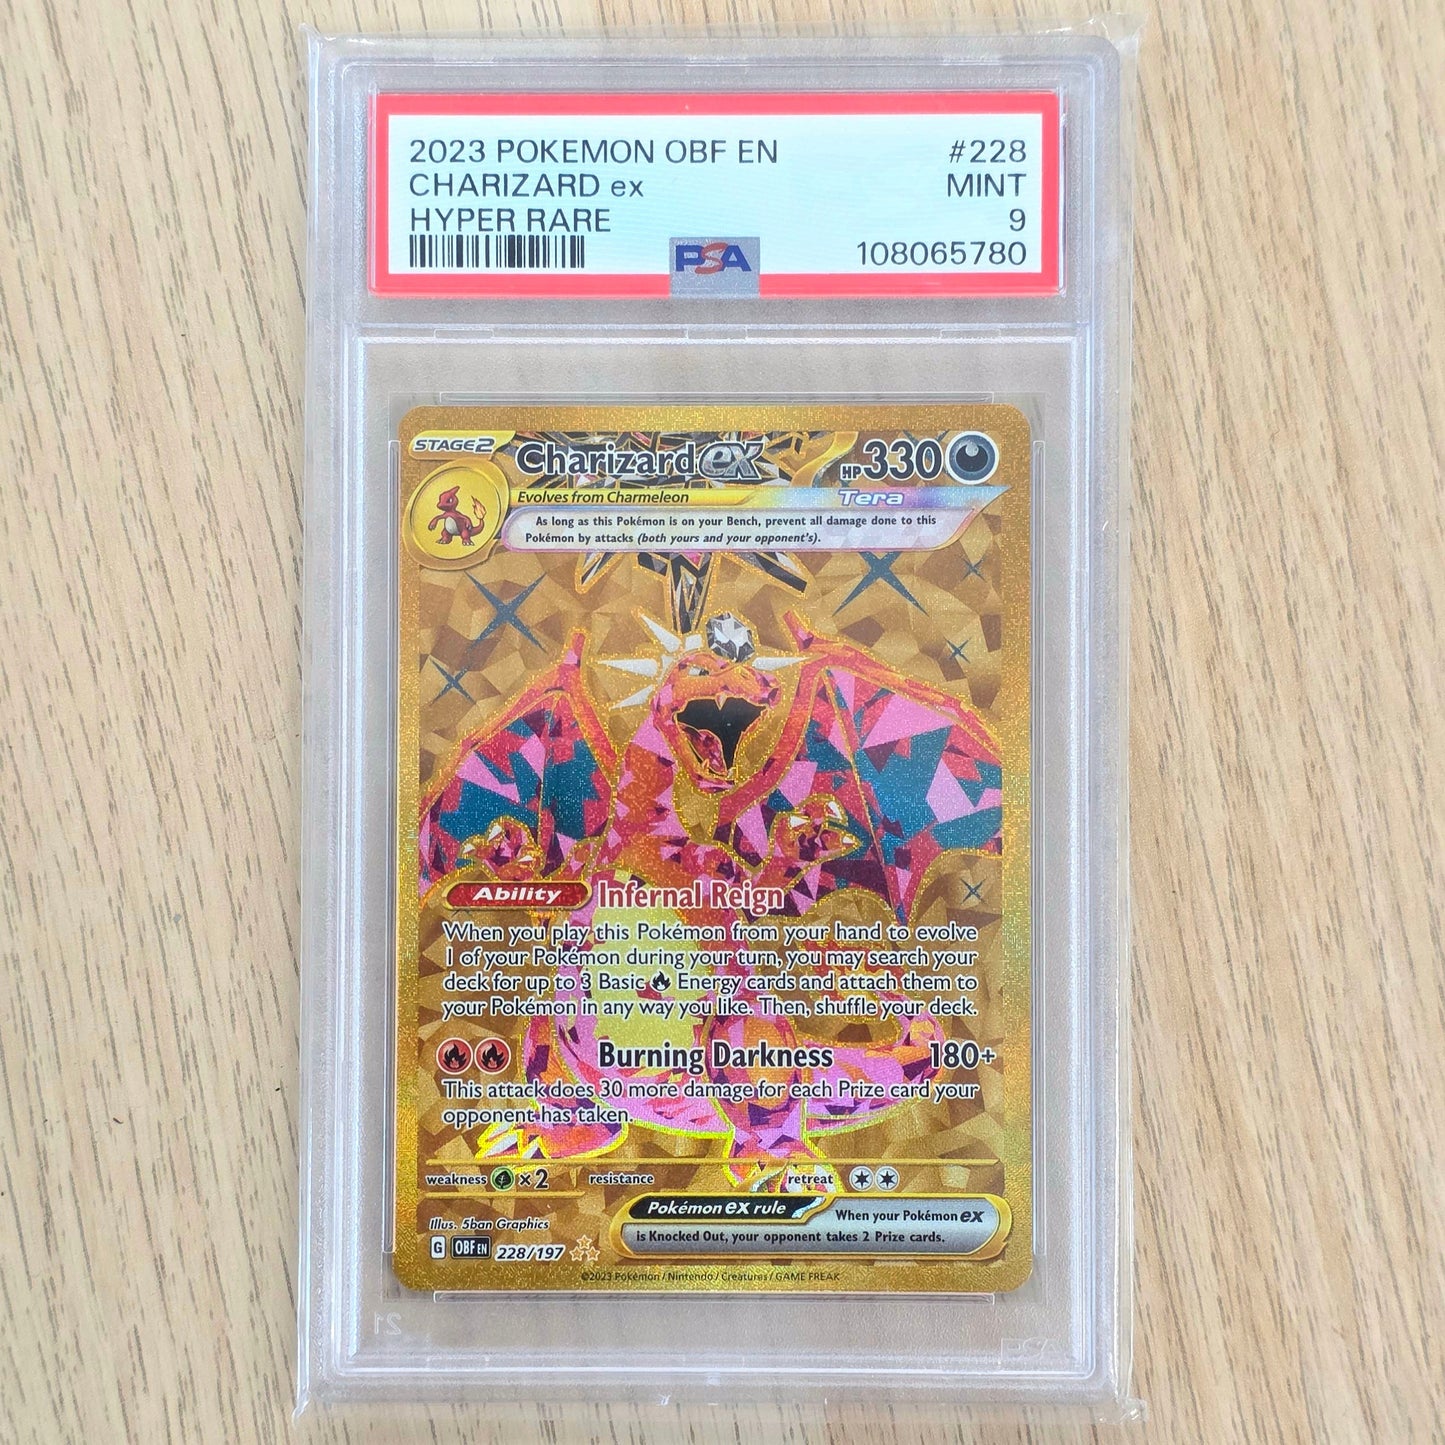 2023 POKEMON OBF EN #228
CHARIZARD ex MINT
HYPER RARE 9
PSA 108065780
STAGE2 Charizard ex HP 330
Evolves from Charmeleon Tera
As long as this Pokémon is on your Bench, prevent all damage done to this
Pokémon by attacks (both yours and your opponent's).
Ability Infernal Reign
When you play this Pokémon from your hand to evolve
1 of your Pokémon during your turn, you may search your
deck for up to 3 Basic Energy cards and attach them to
your Pokémon in any way you like. Then, shuffle your deck.
Burning Darkness 180+
This attack does 30 more damage for each Prize card your
opponent has taken.
weakness ×2 resistance retreat
Pokémon ex rule When your Pokémon ex
is Knocked Out, your opponent takes 2 Prize cards.
Illus. 5ban Graphics
G OBF EN 228/197
©2023 Pokémon / Nintendo / Creatures / GAME FREAK
21 PSA